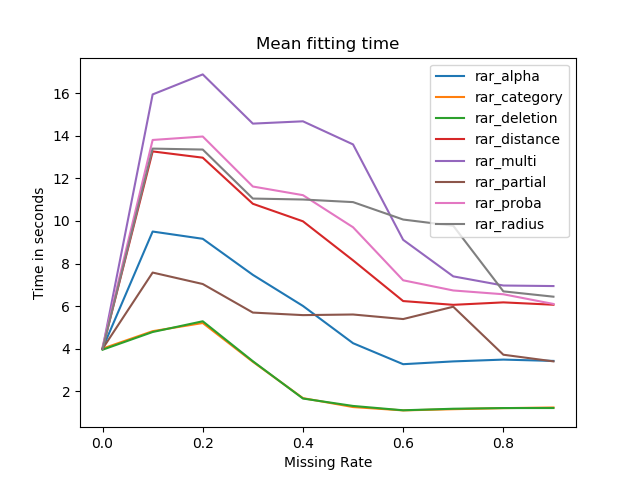 Mean fitting time
Time in seconds
16
14
12
10
8
6
4
2
rar_alpha
rar_category
rar_deletion
rar_distance
rar_multi
rar_partial
rar_proba
rar_radius
0.0 0.2 0.4 0.6 0.8
Missing Rate